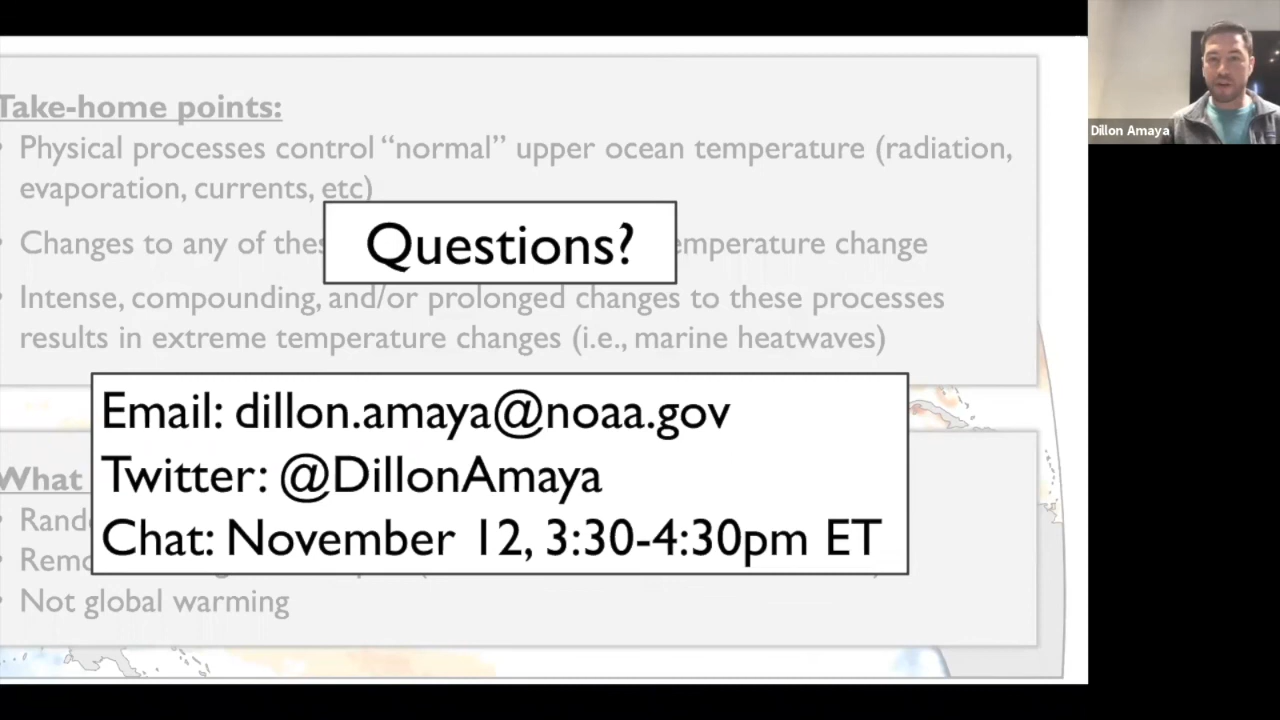 Take-home points:
• Physical processes control “normal” upper ocean temperature (radiation,
evaporation, currents, etc)
Questions?
• Changes to any of emperature change
• Intense, compounding, and/or prolonged changes to these processes
results in extreme temperature changes (i.e., marine heatwaves)
Email: dillon.amaya@noaa.gov
Twitter: @DillonAmaya
Chat: November 12, 3:30-4:30pm ET
What
• Not global warming
Dillon Amaya